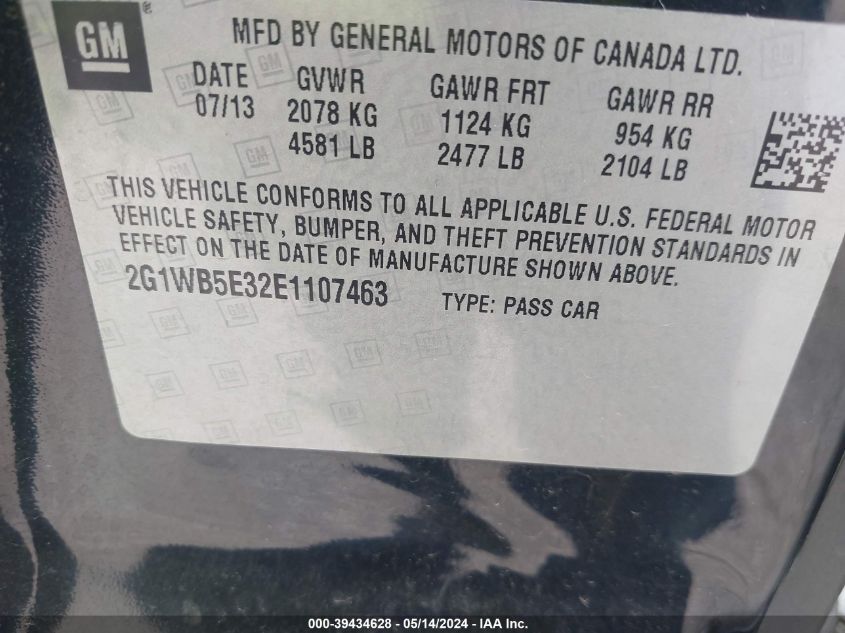 GM
MFD BY GENERAL MOTORS OF CANADA LTD.
DATE GVWR GAWR FRT GAWR RR
07/13 2078 KG 1124 KG 954 KG
4581 LB 2477 LB 2104 LB
THIS VEHICLE CONFORMS TO ALL APPLICABLE U.S. FEDERAL MOTOR
VEHICLE SAFETY, BUMPER, AND THEFT PREVENTION STANDARDS IN
EFFECT ON THE DATE OF MANUFACTURE SHOWN ABOVE.
2G1WB5E32E1107463 TYPE: PASS CAR
000-39434628 - 05/14/2024 - IAA Inc.